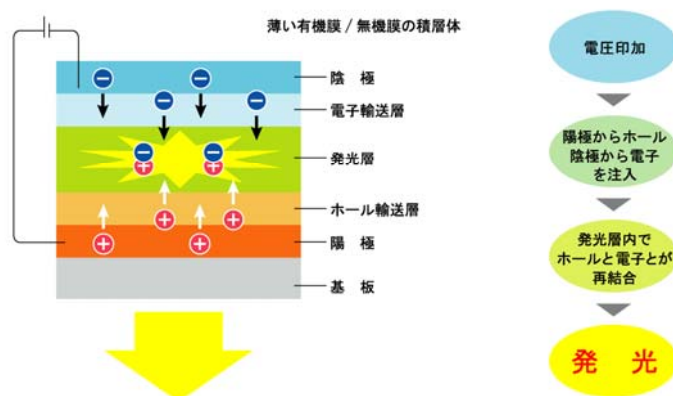 薄い有機膜 / 無機膜の積層体
陰 極
電子輸送層
発光層
ホール輸送層
陽 極
基 板
電圧印加
陽極からホール
陰極から電子
を注入
発光層内で
ホールと電子とが
再結合
発 光